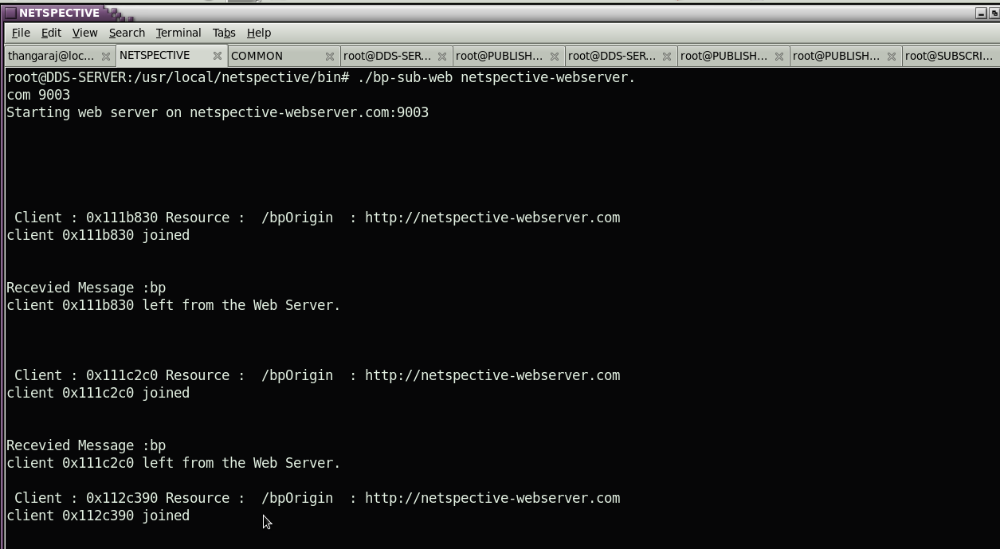 NETSPECTIVE
File Edit View Search Terminal Tabs Help
thangaraj@loc... NETSPECTIVE COMMON root@DDS-SER... root@PUBLISH... root@DDS-SER... root@PUBLISH... root@PUBLISH... root@SUBSCRI...
root@DDS-SERVER:/usr/local/netspective/bin# ./bp-sub-web netspective-webserver.
com 9003
Starting web server on netspective-webserver.com:9003
Client : 0x111b830 Resource :  /bpOrigin  : http://netspective-webserver.com
client 0x111b830 joined
Recevied Message :bp
client 0x111b830 left from the Web Server.
Client : 0x111c2c0 Resource :  /bpOrigin  : http://netspective-webserver.com
client 0x111c2c0 joined
Recevied Message :bp
client 0x111c2c0 left from the Web Server.
Client : 0x112c390 Resource :  /bpOrigin  : http://netspective-webserver.com
client 0x112c390 joined